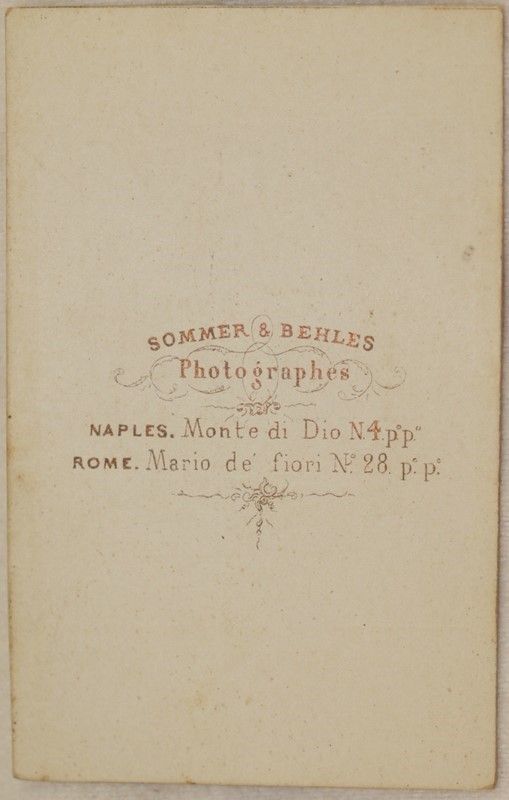 SOMMER & BEHLES
Photographes
NAPLES. Monte di Dio N.4. p.º p.º
ROME. Mario de' fiori N.º 28. p.º p.º